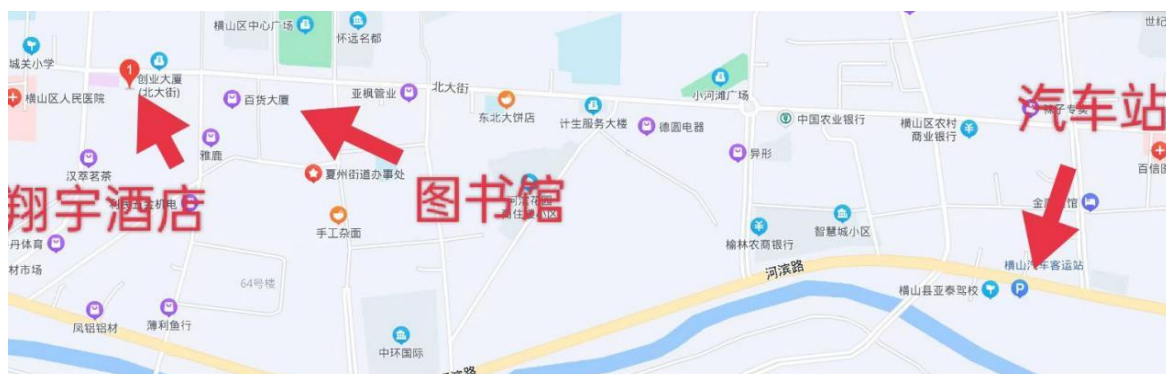 横山区中心广场
怀远名都
世纪
城关小学
1
创业大厦
(北大街)
横山区人民医院
百货大厦
亚枫管业
北大街
东北大饼店
计生服务大楼
小河滩广场
德圆电器
中国农业银行
横山区农村
商业银行
汽车站
异形
雅鹿
汉萃茗茶
夏州街道办事处
图书馆
翔宇酒店
手工杂面
榆林农商银行
智慧城小区
丹体育
材市场
64号楼
河滨路
横山汽车客运站
横山县亚泰驾校
P
凤铝铝材
薄利鱼行
中环国际
河滨路